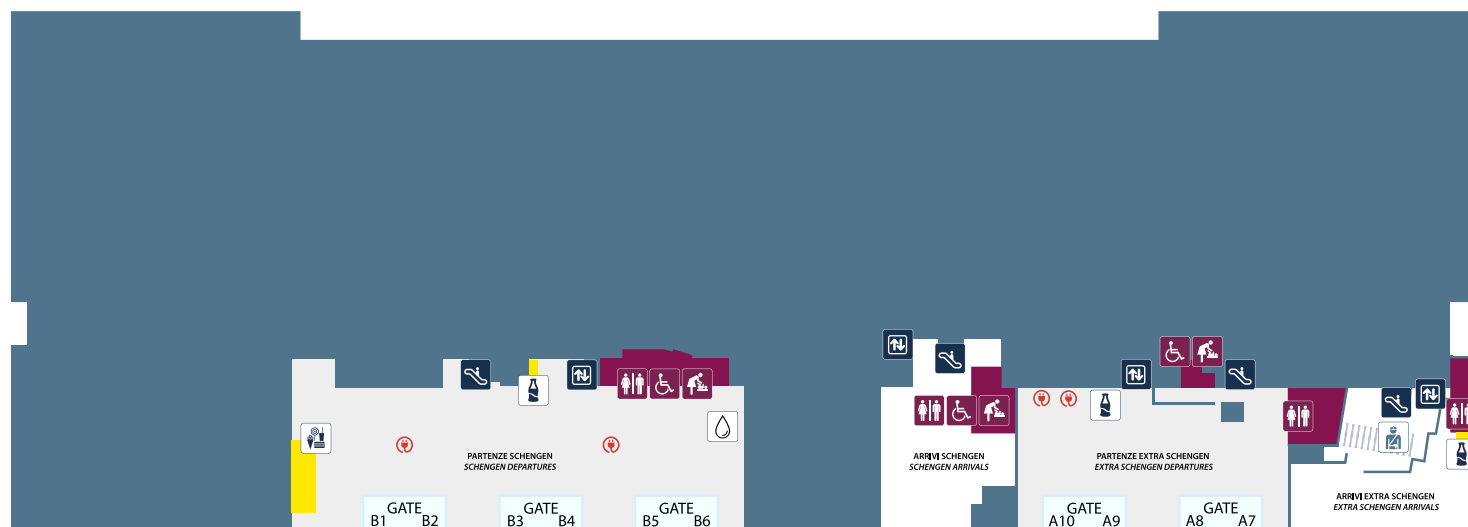 PARTENZE SCHENGEN
SCHENGEN DEPARTURES
ARRIVI SCHENGEN
SCHENGEN ARRIVALS
PARTENZE EXTRA SCHENGEN
EXTRA SCHENGEN DEPARTURES
ARRIVI EXTRA SCHENGEN
EXTRA SCHENGEN ARRIVALS
GATE
B1 B2
GATE
B3 B4
GATE
B5 B6
GATE
A10 A9
GATE
A8 A7